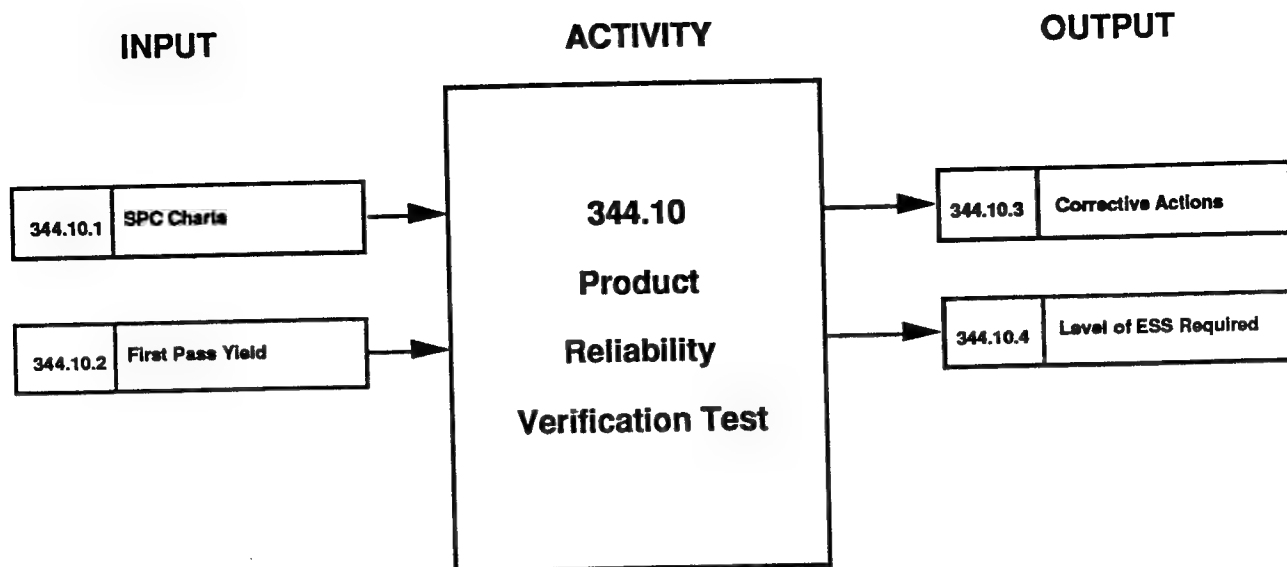 INPUT
ACTIVITY
OUTPUT
344.10.1 SPC Charts
344.10.2 First Pass Yield
344.10
Product
Reliability
Verification Test
344.10.3 Corrective Actions
344.10.4 Level of ESS Required